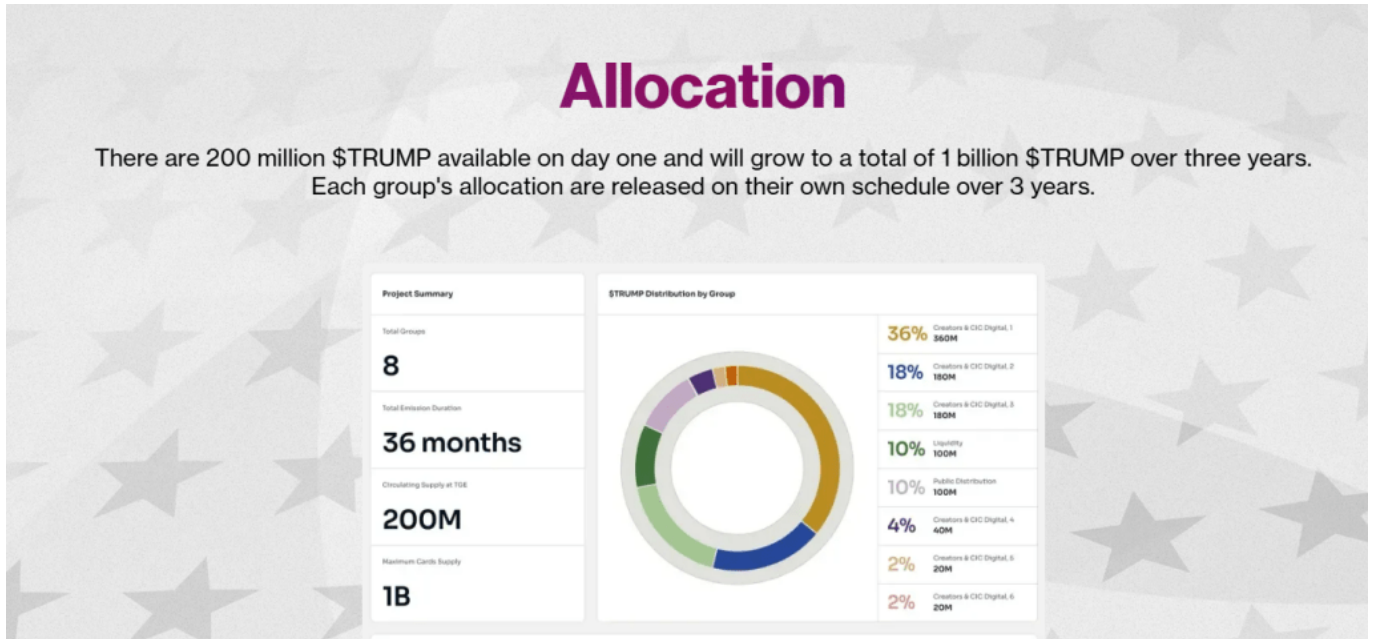 Allocation
There are 200 million $TRUMP available on day one and will grow to a total of 1 billion $TRUMP over three years.
Each group's allocation are released on their own schedule over 3 years.
Project Summary
Total Groups
8
Total Emission Duration
36 months
Circulating Supply at TGE
200M
Maximum Cards Supply
1B
$TRUMP Distribution by Group
36% Creators & CIC Digital, 1
360M
18% Creators & CIC Digital, 2
180M
18% Creators & CIC Digital, 3
180M
10% Liquidity
100M
10% Public Distribution
100M
4% Creators & CIC Digital, 4
40M
2% Creators & CIC Digital, 5
20M
2% Creators & CIC Digital, 6
20M